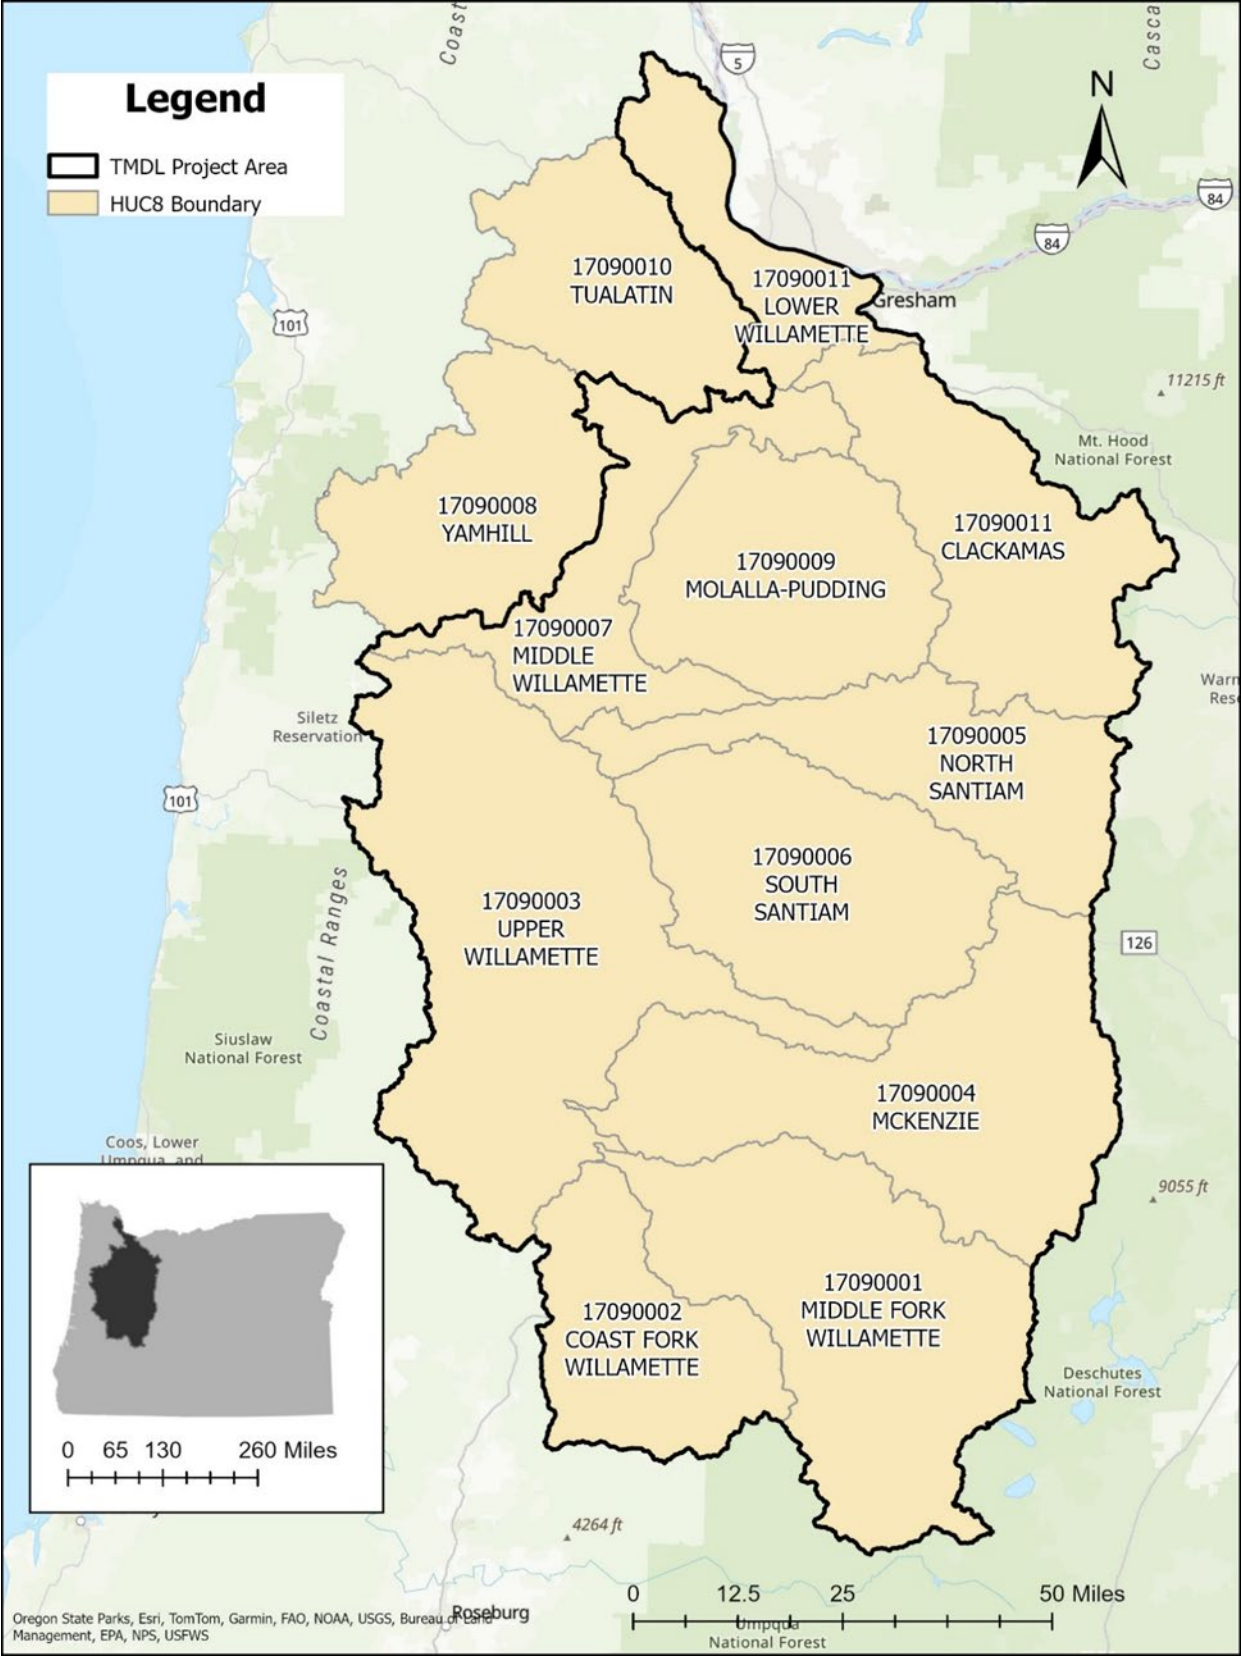 Coast
Casca
5
N
Legend
TMDL Project Area
HUC8 Boundary
84
84
17090010
TUALATIN
17090011
LOWER
WILLAMETTE
Gresham
101
11215 ft
Mt. Hood
National Forest
17090008
YAMHILL
17090011
CLACKAMAS
17090009
MOLALLA-PUDDING
17090007
MIDDLE
WILLAMETTE
Warm
Rese
Siletz
Reservation
17090005
NORTH
SANTIAM
101
17090006
SOUTH
SANTIAM
17090003
UPPER
WILLAMETTE
126
Coastal Ranges
Siuslaw
National Forest
17090004
MCKENZIE
Coos, Lower
Umpqua, and
9055 ft
17090001
MIDDLE FORK
WILLAMETTE
17090002
COAST FORK
WILLAMETTE
Deschutes
National Forest
0 65 130 260 Miles
4264 ft
0 12.5 25 50 Miles
Roseburg
Umpqua
National Forest
Oregon State Parks, Esri, TomTom, Garmin, FAO, NOAA, USGS, Bureau of Land
Management, EPA, NPS, USFWS